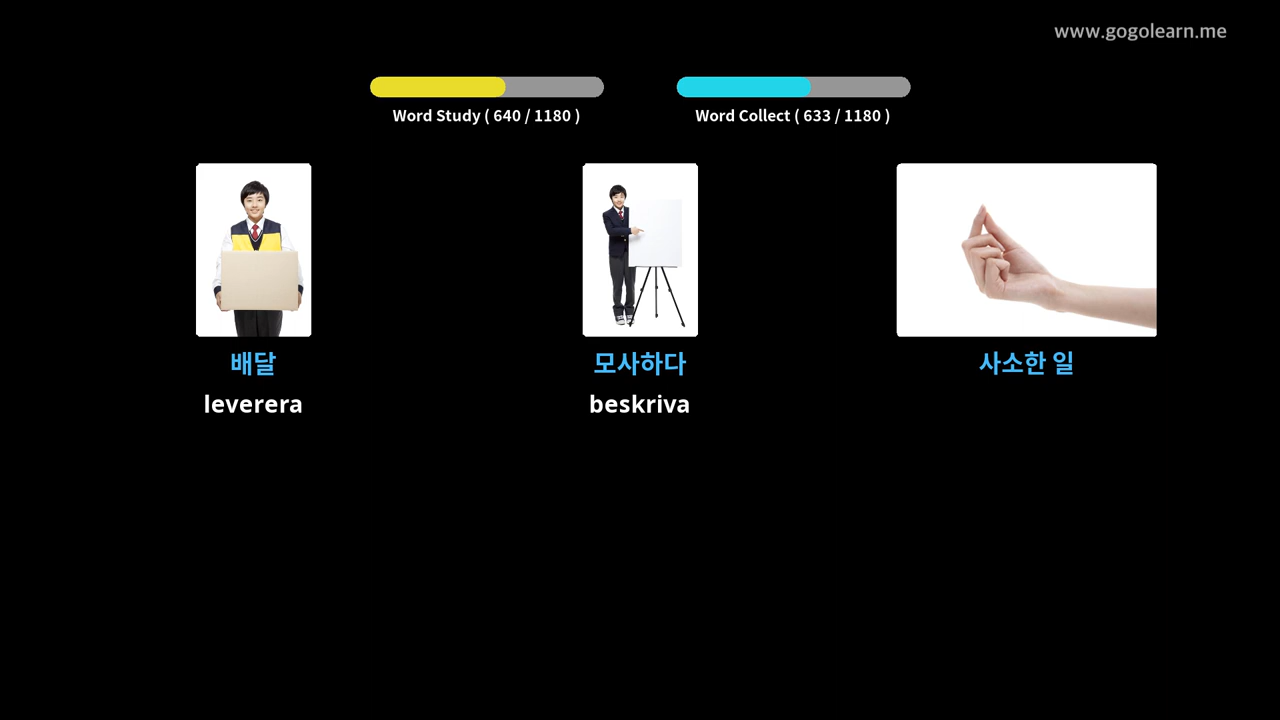 www.gogolearn.me
Word Study ( 640 / 1180 )
Word Collect ( 633 / 1180 )
배달
모사하다
사소한 일
leverera
beskriva